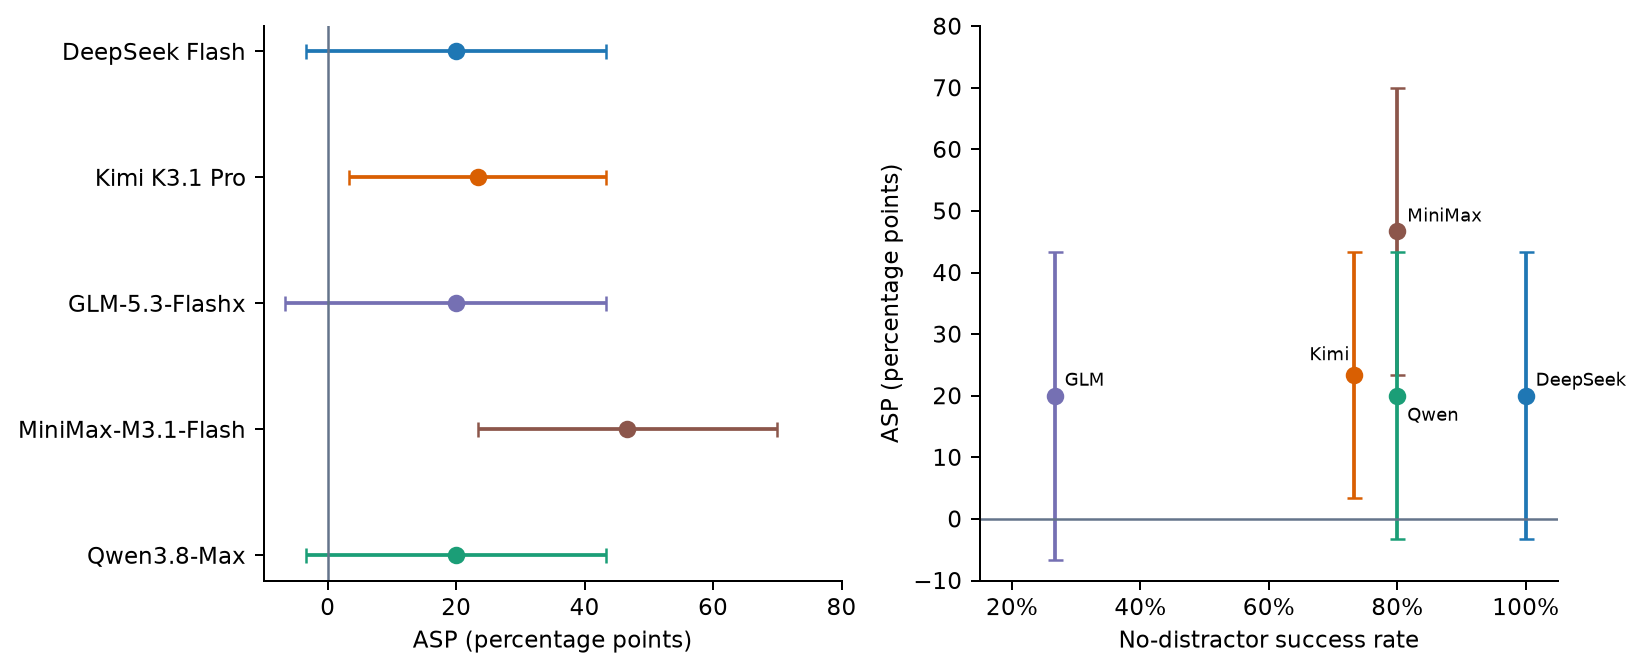 DeepSeek Flash
Kimi K3.1 Pro
GLM-5.3-Flashx
MiniMax-M3.1-Flash
Qwen3.8-Max
0 20 40 60 80
ASP (percentage points)
ASP (percentage points)
80
70
60
50
40
30
20
10
0
−10
MiniMax
Kimi
GLM
DeepSeek
Qwen
20% 40% 60% 80% 100%
No-distractor success rate